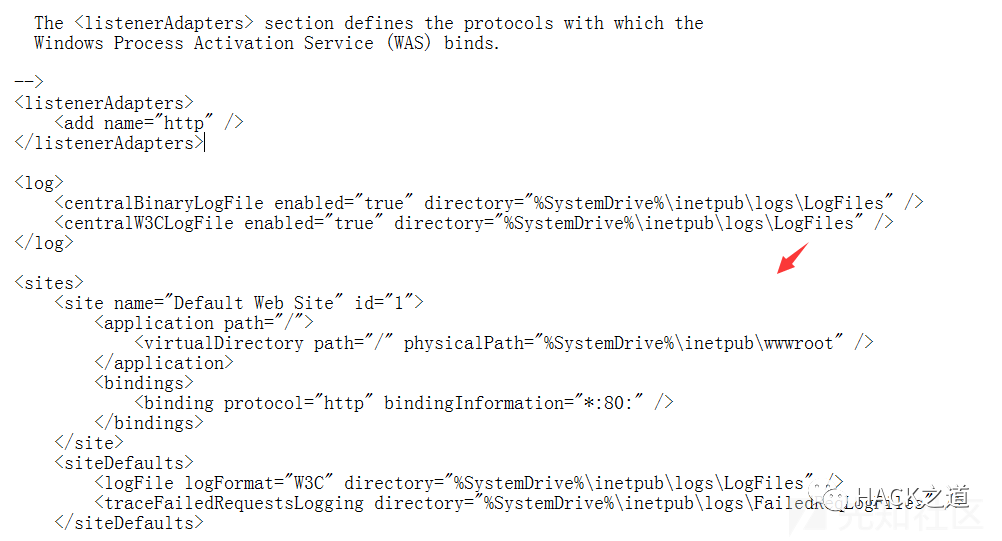 The <listenerAdapters> section defines the protocols with which the
Windows Process Activation Service (WAS) binds.
-->
<listenerAdapters>
<add name="http" />
</listenerAdapters>
<log>
<centralBinaryLogFile enabled="true" directory="%SystemDrive%\inetpub\logs\LogFiles" />
<centralW3CLogFile enabled="true" directory="%SystemDrive%\inetpub\logs\LogFiles" />
</log>
<sites>
<site name="Default Web Site" id="1">
<application path="/">
<virtualDirectory path="/" physicalPath="%SystemDrive%\inetpub\wwwroot" />
</application>
<bindings>
<binding protocol="http" bindingInformation="*:80:" />
</bindings>
</site>
<siteDefaults>
<logFile logFormat="W3C" directory="%SystemDrive%\inetpub\logs\LogFiles" />
<traceFailedRequestsLogging directory="%SystemDrive%\inetpub\logs\FailedReqLogFiles"
</siteDefaults>
HACK之道
先知社区